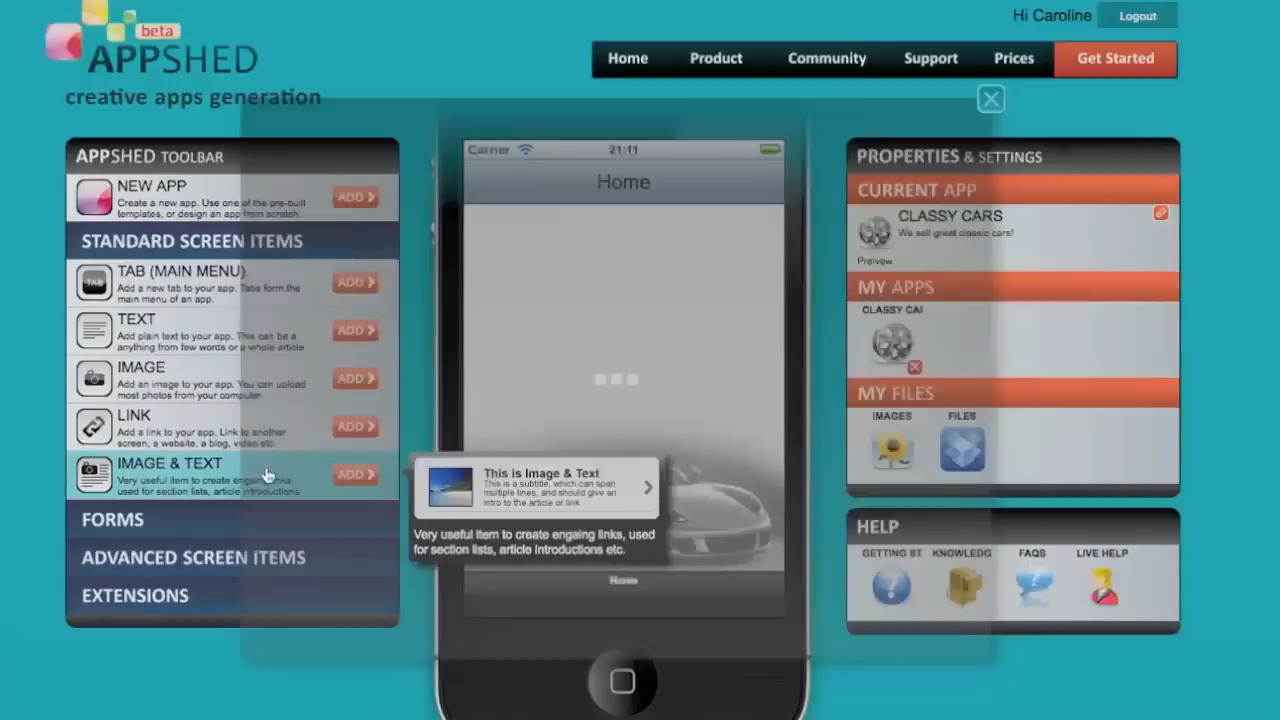 Hi Caroline
Logout
beta
APPSHED
creative apps generation
Home
Product
Community
Support
Prices
Get Started
APPSHED TOOLBAR
NEW APP
Create a new app. Use one of the pre-built
templates, or design an app from scratch.
ADD
STANDARD SCREEN ITEMS
TAB (MAIN MENU)
Add a new tab to your app. Tabs form the
main menu of an app.
TAB
ADD
TEXT
Add plain text to your app. This can be a
anything from few words or a whole article.
ADD
IMAGE
Add an image to your app. You can upload
most photos from your computer.
ADD
LINK
Add a link to your app. Link to another
screen, a website, a blog, video etc.
ADD
IMAGE & TEXT
Very useful item to create engaing links
used for section lists, article introductions
ADD
FORMS
ADVANCED SCREEN ITEMS
EXTENSIONS
Carrier
21:11
Home
This is Image & Text
This is a subtitle, which can span
multiple lines, and should give an
intro to the article or link
Very useful item to create engaing links, used
for section lists, article introductions etc.
Home
PROPERTIES & SETTINGS
CURRENT APP
CLASSY CARS
We sell great classic cars!
Preview
MY APPS
CLASSY CAI
MY FILES
IMAGES
FILES
HELP
GETTING ST
KNOWLEDG
FAQS
LIVE HELP